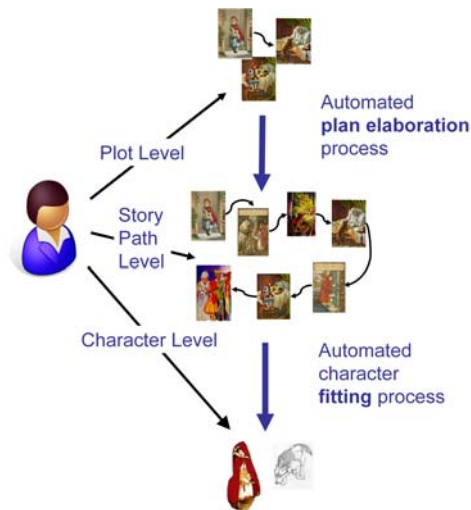 Automated
plan elaboration
process
Plot Level
Story
Path
Level
Character Level
Automated
character
fitting process